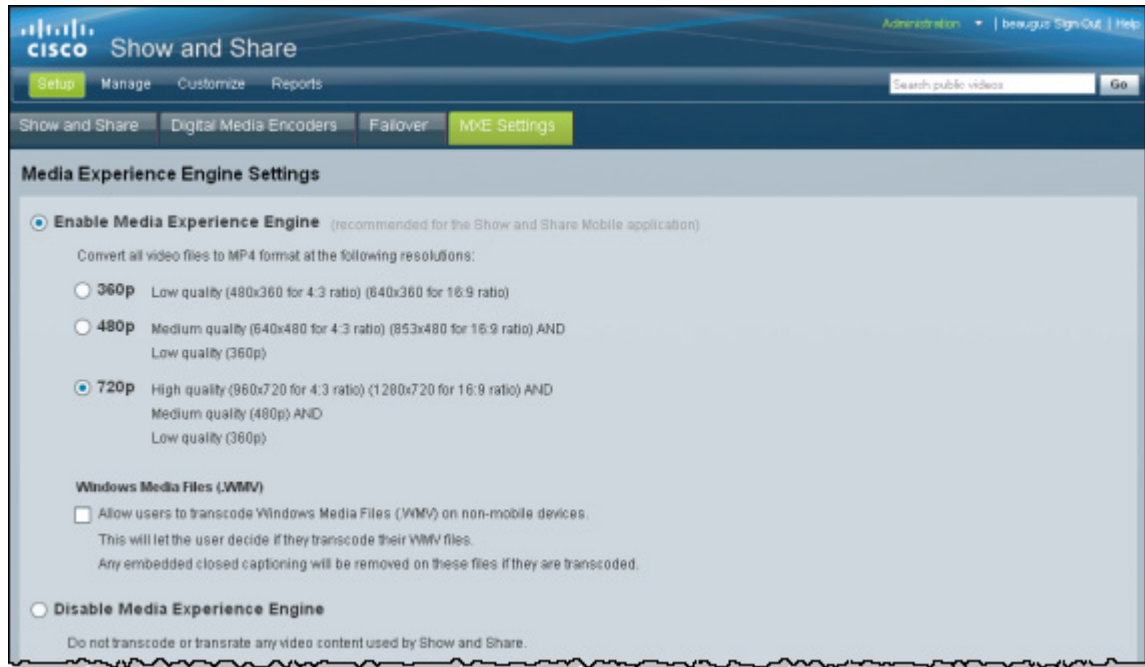 Administration | beaugus Sign Out | Help
CISCO Show and Share
Setup Manage Customize Reports
Search public videos Go
Show and Share Digital Media Encoders Failover MXE Settings
Media Experience Engine Settings
Enable Media Experience Engine (recommended for the Show and Share Mobile application)
Convert all video files to MP4 format at the following resolutions:
360p Low quality (480x360 for 4:3 ratio) (640x360 for 16:9 ratio)
480p Medium quality (640x480 for 4:3 ratio) (853x480 for 16:9 ratio) AND
Low quality (360p)
720p High quality (960x720 for 4:3 ratio) (1280x720 for 16:9 ratio) AND
Medium quality (480p) AND
Low quality (360p)
Windows Media Files (.WMV)
Allow users to transcode Windows Media Files (.WMV) on non-mobile devices.
This will let the user decide if they transcode their WMV files.
Any embedded closed captioning will be removed on these files if they are transcoded.
Disable Media Experience Engine
Do not transcode or transrate any video content used by Show and Share.